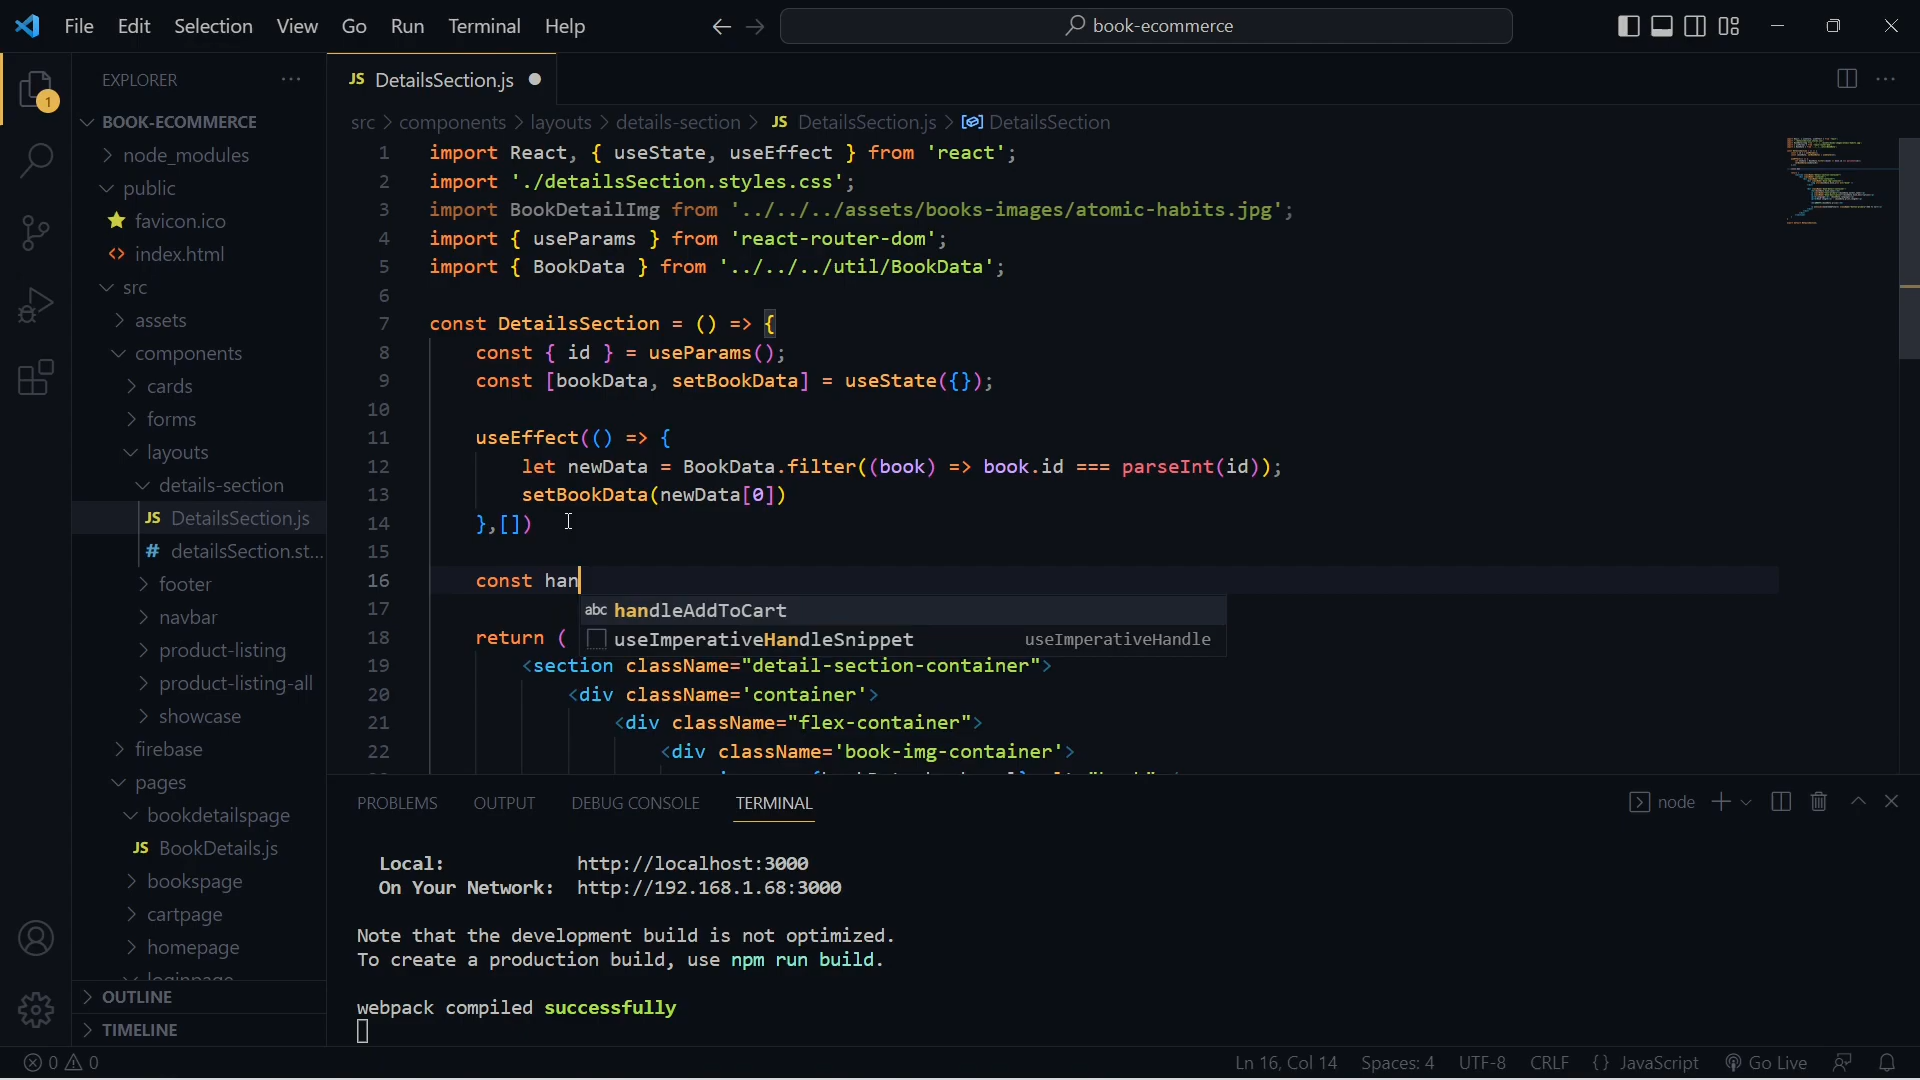 File Edit Selection View Go Run Terminal Help
book-ecommerce
EXPLORER
BOOK-ECOMMERCE
node_modules
public
favicon.ico
index.html
src
assets
components
cards
forms
layouts
details-section
JS DetailsSection.js
# detailsSection.st...
footer
navbar
product-listing
product-listing-all
showcase
firebase
pages
bookdetailspage
JS BookDetails.js
bookspage
cartpage
homepage
loginpage
OUTLINE
TIMELINE
1
JS DetailsSection.js
src > components > layouts > details-section > JS DetailsSection.js > DetailsSection
1 import React, { useState, useEffect } from 'react';
2 import './detailsSection.styles.css';
3 import BookDetailImg from '../../../assets/books-images/atomic-habits.jpg';
4 import { useParams } from 'react-router-dom';
5 import { BookData } from '../../../util/BookData';
6
7 const DetailsSection = () => {
8 const { id } = useParams();
9 const [bookData, setBookData] = useState({});
10
11 useEffect(() => {
12 let newData = BookData.filter((book) => book.id === parseInt(id));
13 setBookData(newData[0])
14 },[])
15
16 const han
abc handleAddToCart
useImperativeHandleSnippet useImperativeHandle
17
18 return (
19 <section className="detail-section-container">
20 <div className='container'>
21 <div className="flex-container">
22 <div className='book-img-container'>
PROBLEMS OUTPUT DEBUG CONSOLE TERMINAL
node
Local: http://localhost:3000
On Your Network: http://192.168.1.68:3000
Note that the development build is not optimized.
To create a production build, use npm run build.
webpack compiled successfully
0 0
Ln 16, Col 14 Spaces: 4 UTF-8 CRLF {} JavaScript Go Live